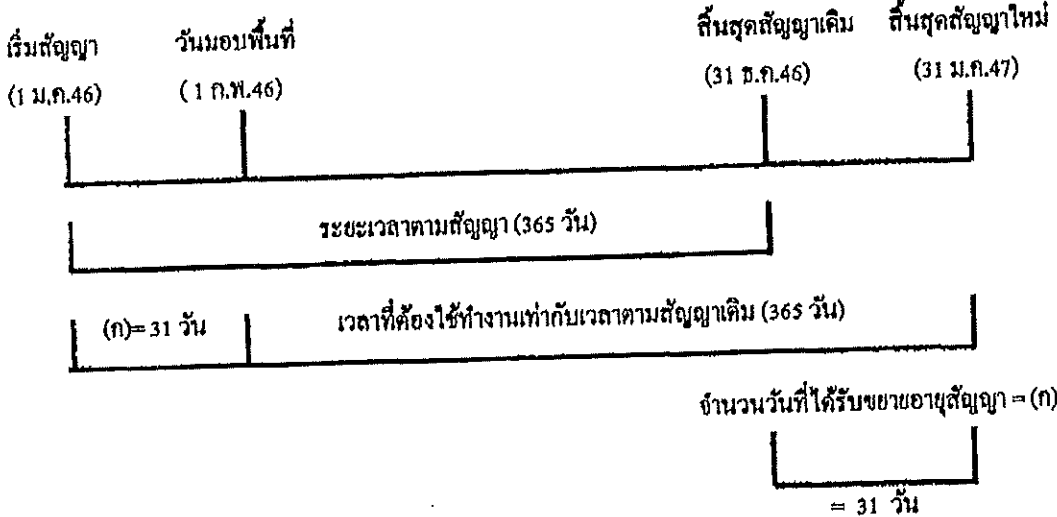 เริ่มสัญญา วันมอบพื้นที่ สิ้นสุดสัญญาเดิม สิ้นสุดสัญญาใหม่
(1 ม.ค.46) (1 ก.พ.46) (31 ธ.ค.46) (31 ม.ค.47)
ระยะเวลาตามสัญญา (365 วัน)
(ก)= 31 วัน เวลาที่ต้องใช้ทำงานเท่ากับเวลาตามสัญญาเดิม (365 วัน)
จำนวนวันที่ได้รับขยายอายุสัญญา = (ก)
= 31 วัน